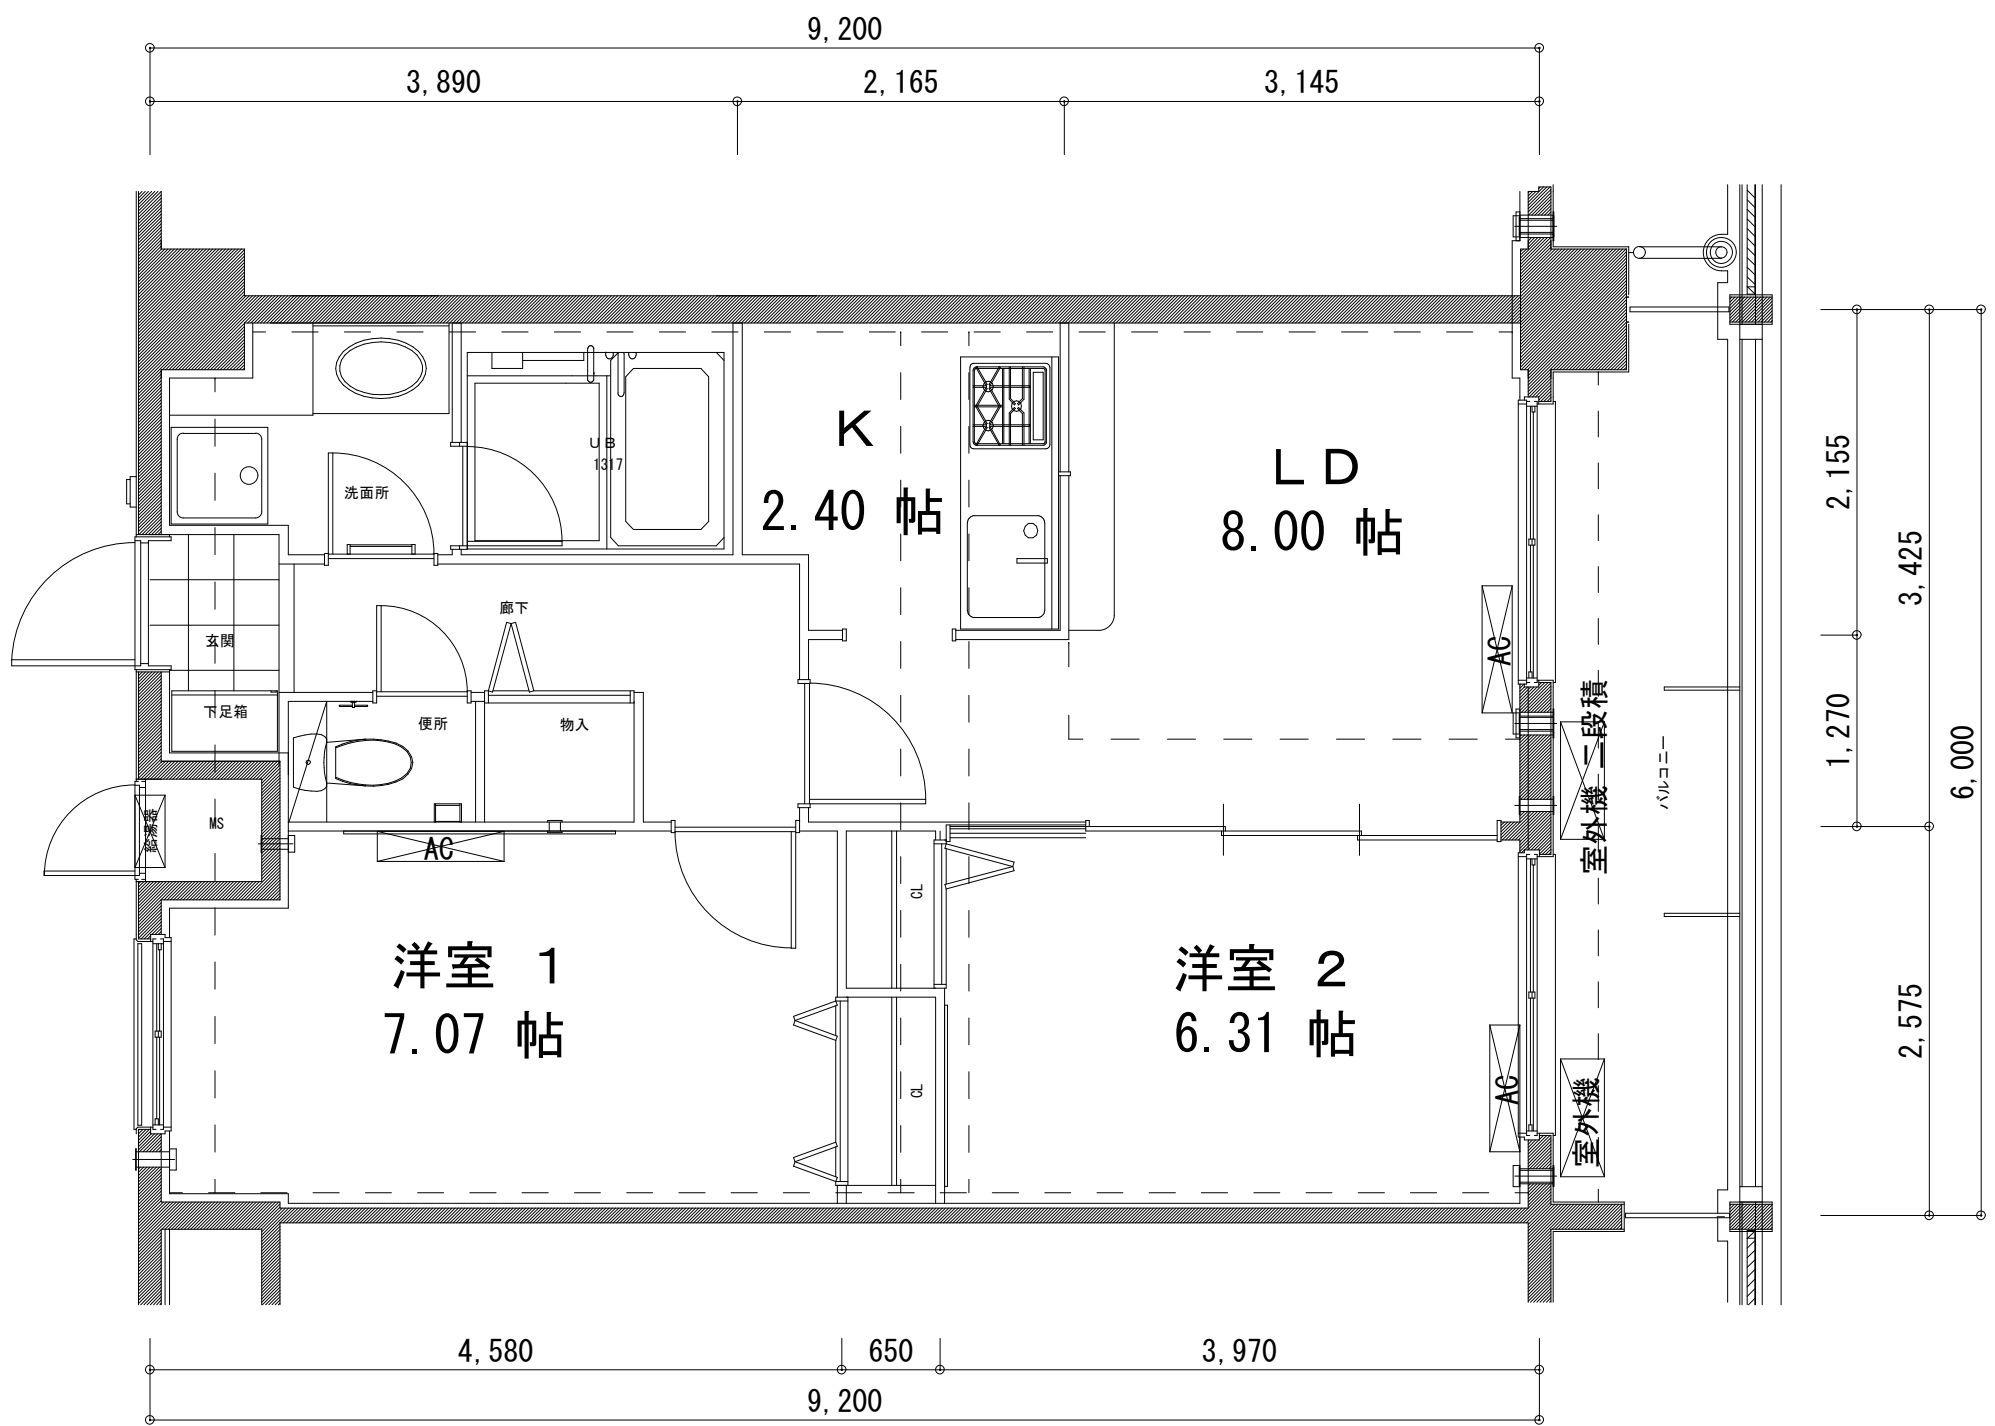 9,200
3,890
2,165
3,145
K
2.40 帖
LD
8.00 帖
UB
1317
洗面所
廊下
玄関
下足箱
便所
物入
AC
MS
給湯器
AC
CL
CL
洋室 1
7.07 帖
洋室 2
6.31 帖
AC
室外機二段積
室外機
バルコニー
2,155
3,425
1,270
6,000
2,575
4,580
650
3,970
9,200